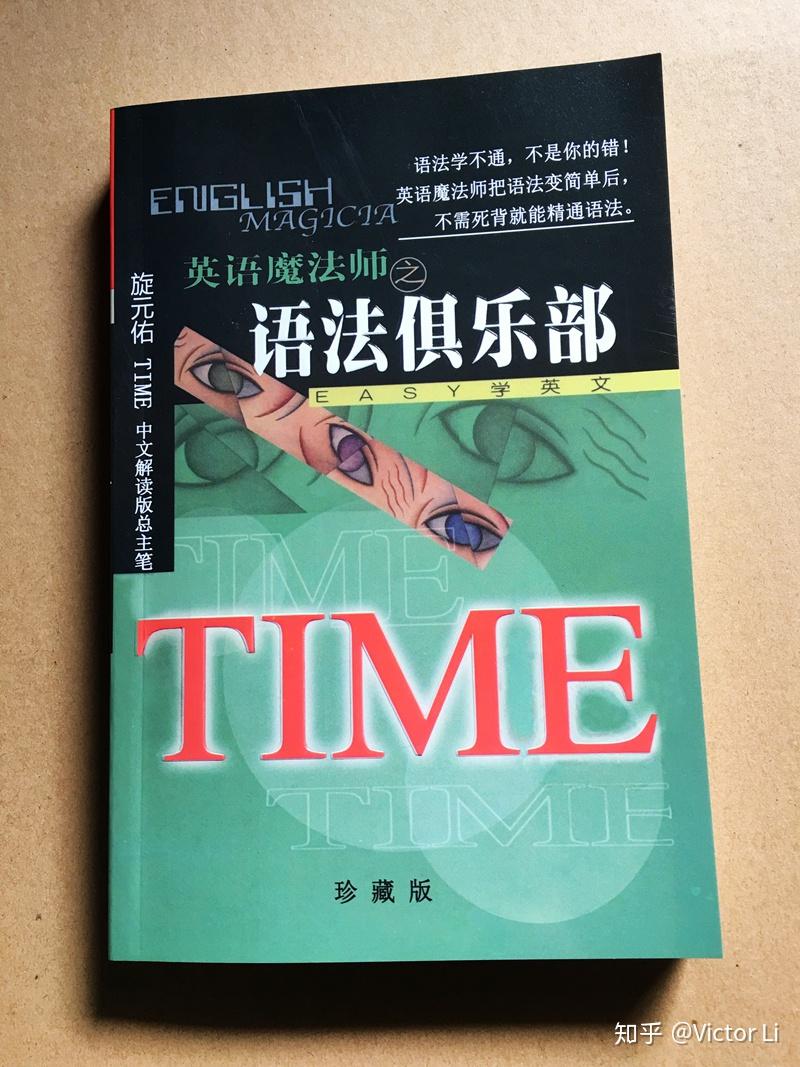 语法学不通，不是你的错！
英语魔法师把语法变简单后，
不需死背就能精通语法。
ENGLISH
MAGICIA
英语魔法师之
语法俱乐部
EASY学英文
旋元佑 TIME 中文解读版总主笔
TIME
TIME
TIME
珍藏版
知乎 @Victor Li